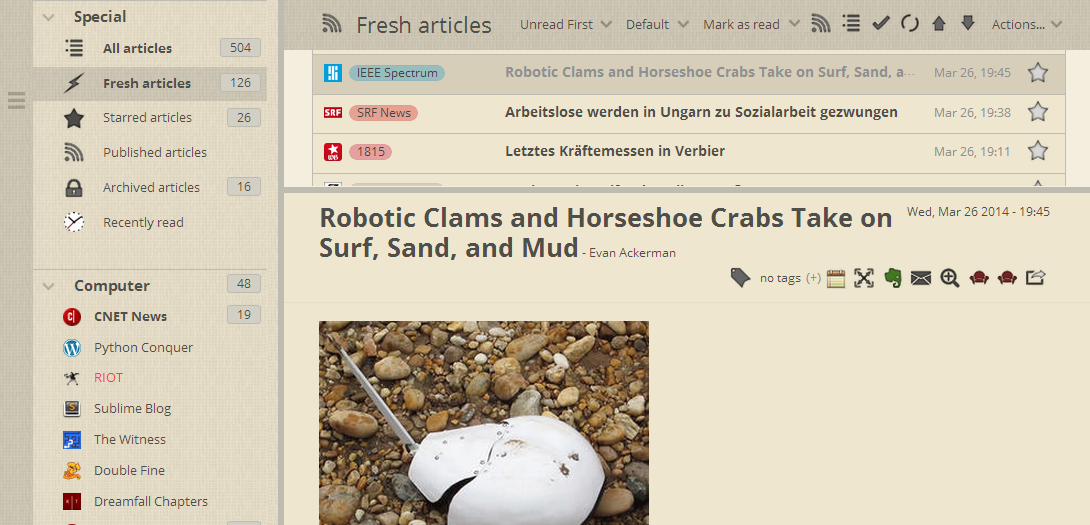 Special
All articles 504
Fresh articles 126
Starred articles 26
Published articles
Archived articles 16
Recently read
Computer 48
CNET News 19
Python Conquer
RIOT
Sublime Blog
The Witness
Double Fine
Dreamfall Chapters
Fresh articles Unread First Default Mark as read Actions...
IEEE Spectrum Robotic Clams and Horseshoe Crabs Take on Surf, Sand, a... Mar 26, 19:45
SRF SRF News Arbeitslose werden in Ungarn zu Sozialarbeit gezwungen Mar 26, 19:38
1815 Letztes Kräftemessen in Verbier Mar 26, 19:11
Robotic Clams and Horseshoe Crabs Take on Wed, Mar 26 2014 - 19:45
Surf, Sand, and Mud - Evan Ackerman
no tags (+)